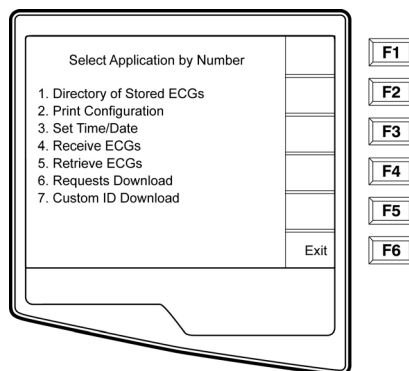 Select Application by Number
1. Directory of Stored ECGs
2. Print Configuration
3. Set Time/Date
4. Receive ECGs
5. Retrieve ECGs
6. Requests Download
7. Custom ID Download
Exit
F1
F2
F3
F4
F5
F6